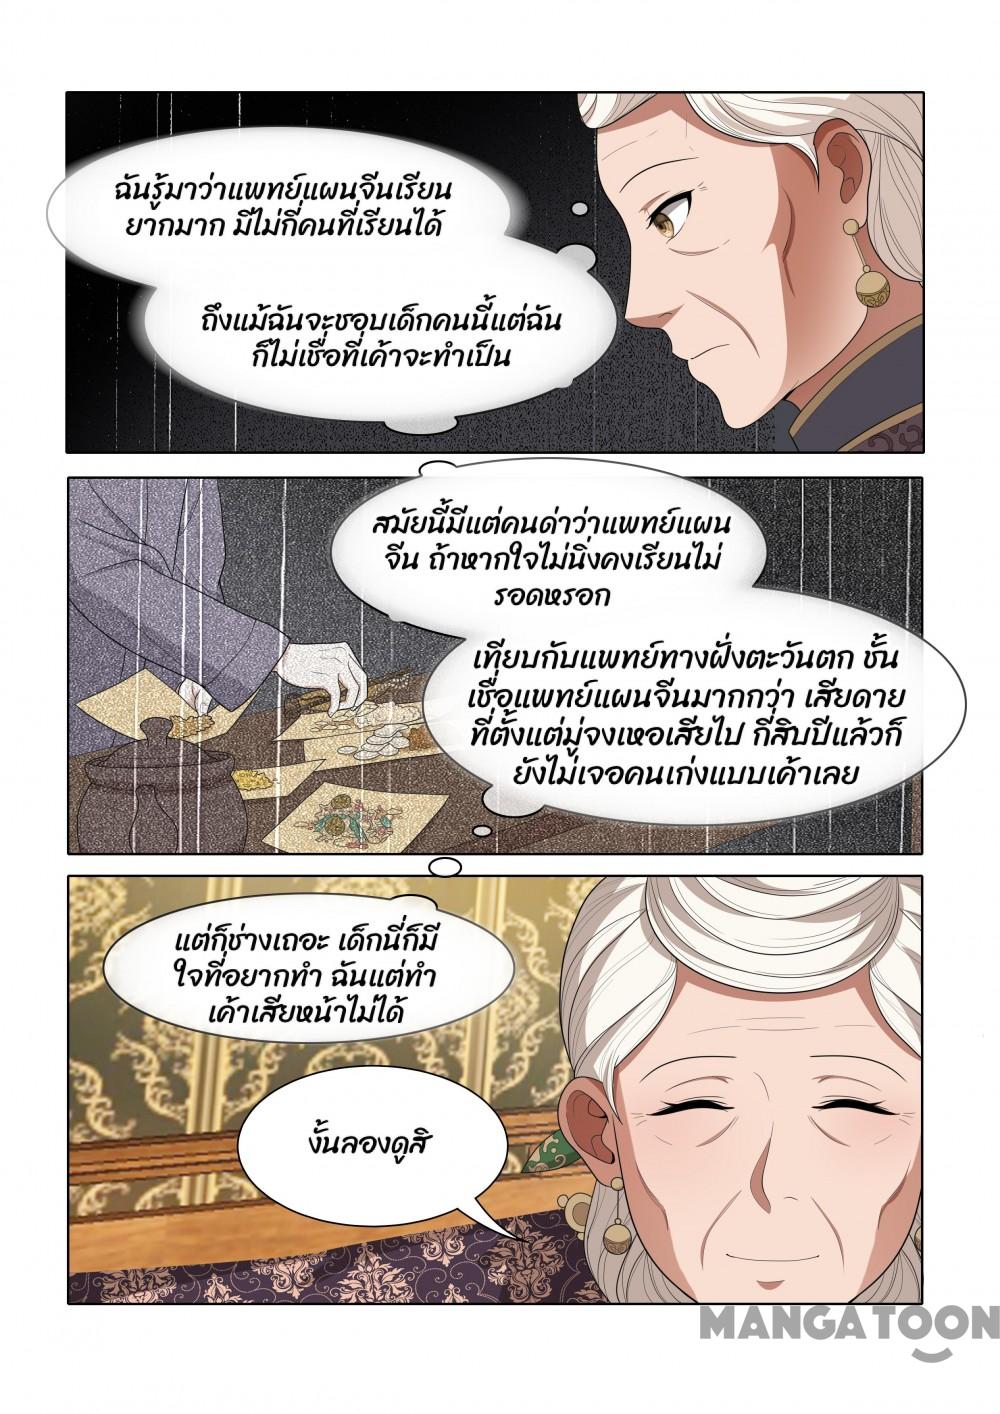 ฉันรู้มาว่าแพทย์แผนจีนเรียน
ยากมาก มีไม่กี่คนที่เรียนได้
ถึงแม้ฉันจะชอบเด็กคนนี้แต่ฉัน
ก็ไม่เชื่อที่เค้าจะทำเป็น
สมัยนี้มีแต่คนด่าว่าแพทย์แผน
จีน ถ้าหากใจไม่นิ่งคงเรียนไม่
รอดหรอก
เทียบกับแพทย์ทางฝั่งตะวันตก ชั้น
เชื่อแพทย์แผนจีนมากกว่า เสียดาย
ที่ตั้งแต่มู่จงเหอเสียไป กี่สิบปีแล้วก็
ยังไม่เจอคนเก่งแบบเค้าเลย
แต่ก็ช่างเถอะ เด็กนี่ก็มี
ใจที่อยากทำ ฉันแต่ทำ
เค้าเสียหน้าไม่ได้
งั้นลองดูสิ
MANGATOON